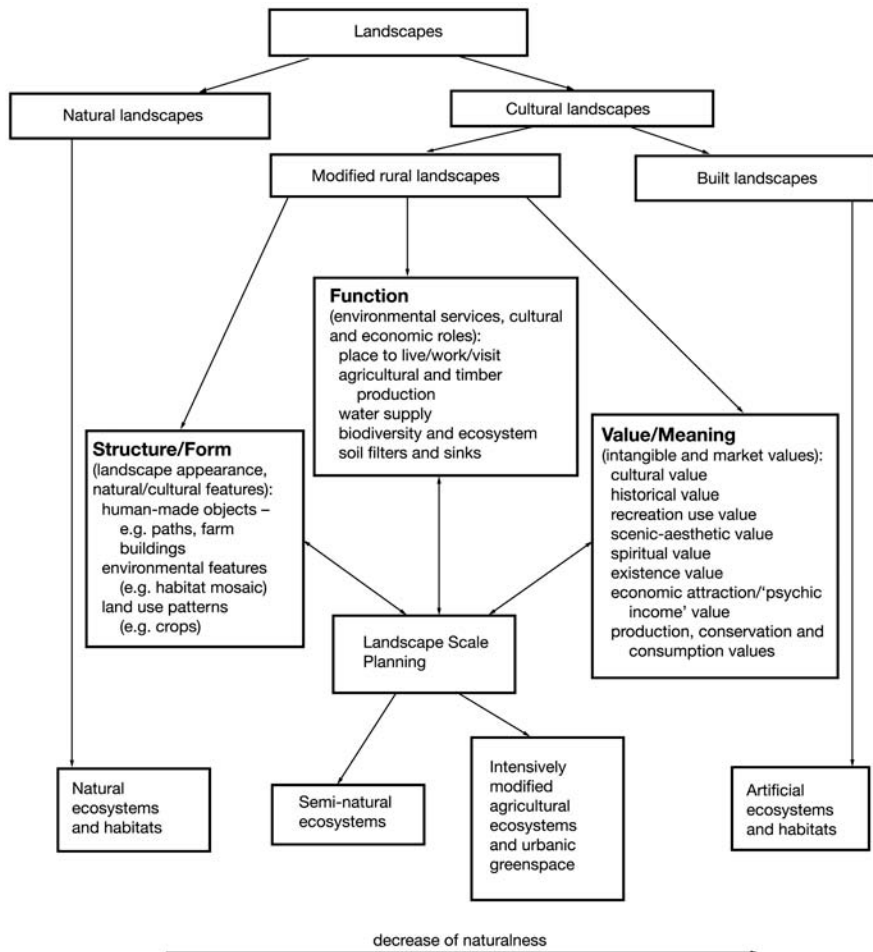 Landscapes
Natural landscapes
Cultural landscapes
Modified rural landscapes
Built landscapes
Function
(environmental services, cultural
and economic roles):
place to live/work/visit
agricultural and timber
production
water supply
biodiversity and ecosystem
soil filters and sinks
Structure/Form
(landscape appearance,
natural/cultural features):
human-made objects –
e.g. paths, farm
buildings
environmental features
(e.g. habitat mosaic)
land use patterns
(e.g. crops)
Value/Meaning
(intangible and market values):
cultural value
historical value
recreation use value
scenic-aesthetic value
spiritual value
existence value
economic attraction/‘psychic
income’ value
production, conservation and
consumption values
Landscape Scale
Planning
Natural
ecosystems
and habitats
Semi-natural
ecosystems
Intensively
modified
agricultural
ecosystems
and urbanic
greenspace
Artificial
ecosystems
and habitats
decrease of naturalness